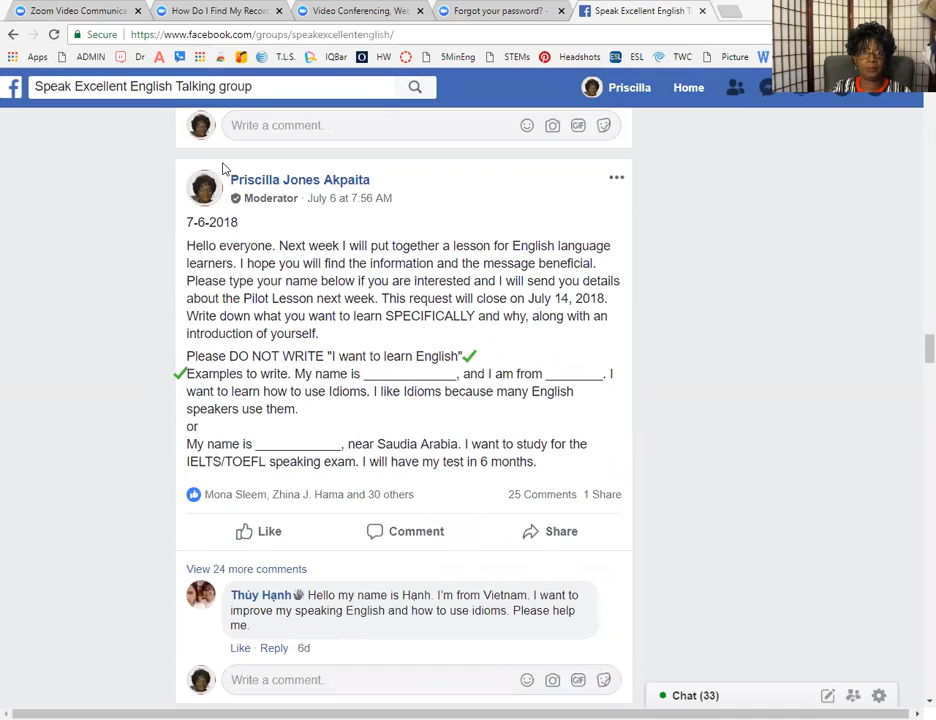 Zoom Video Communica
How Do I Find My Recor
Video Conferencing, We
Forgot your password? -
Speak Excellent English T
Secure
https://www.facebook.com/groups/speakexcellentenglish/
Apps
ADMIN
Dr
T.L.S.
IQBar
HW
5MinEng
STEMs
Headshots
ESL
TWC
Picture
Speak Excellent English Talking group
Priscilla
Home
Write a comment...
Priscilla Jones Akpaita
Moderator · July 6 at 7:56 AM
7-6-2018
Hello everyone. Next week I will put together a lesson for English language
learners. I hope you will find the information and the message beneficial.
Please type your name below if you are interested and I will send you details
about the Pilot Lesson next week. This request will close on July 14, 2018.
Write down what you want to learn SPECIFICALLY and why, along with an
introduction of yourself.
Please DO NOT WRITE "I want to learn English"
Examples to write. My name is ____________, and I am from ________. I
want to learn how to use Idioms. I like Idioms because many English
speakers use them.
or
My name is ___________, near Saudia Arabia. I want to study for the
IELTS/TOEFL speaking exam. I will have my test in 6 months.
Mona Sleem, Zhina J. Hama and 30 others
25 Comments 1 Share
Like
Comment
Share
View 24 more comments
Thúy Hạnh Hello my name is Hạnh. I'm from Vietnam. I want to
improve my speaking English and how to use idioms. Please help
me.
Like · Reply · 6d
Write a comment...
Chat (33)